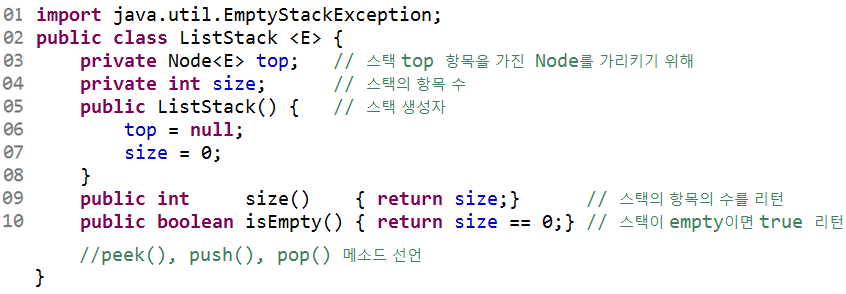 01 import java.util.EmptyStackException;
02 public class ListStack <E> {
03     private Node<E> top;   // 스택 top 항목을 가진 Node를 가리키기 위해
04     private int size;      // 스택의 항목 수
05     public ListStack() {   // 스택 생성자
06         top = null;
07         size = 0;
08     }
09     public int     size()    { return size;}      // 스택의 항목의 수를 리턴
10     public boolean isEmpty() { return size == 0;} // 스택이 empty이면 true 리턴
       //peek(), push(), pop() 메소드 선언
   }